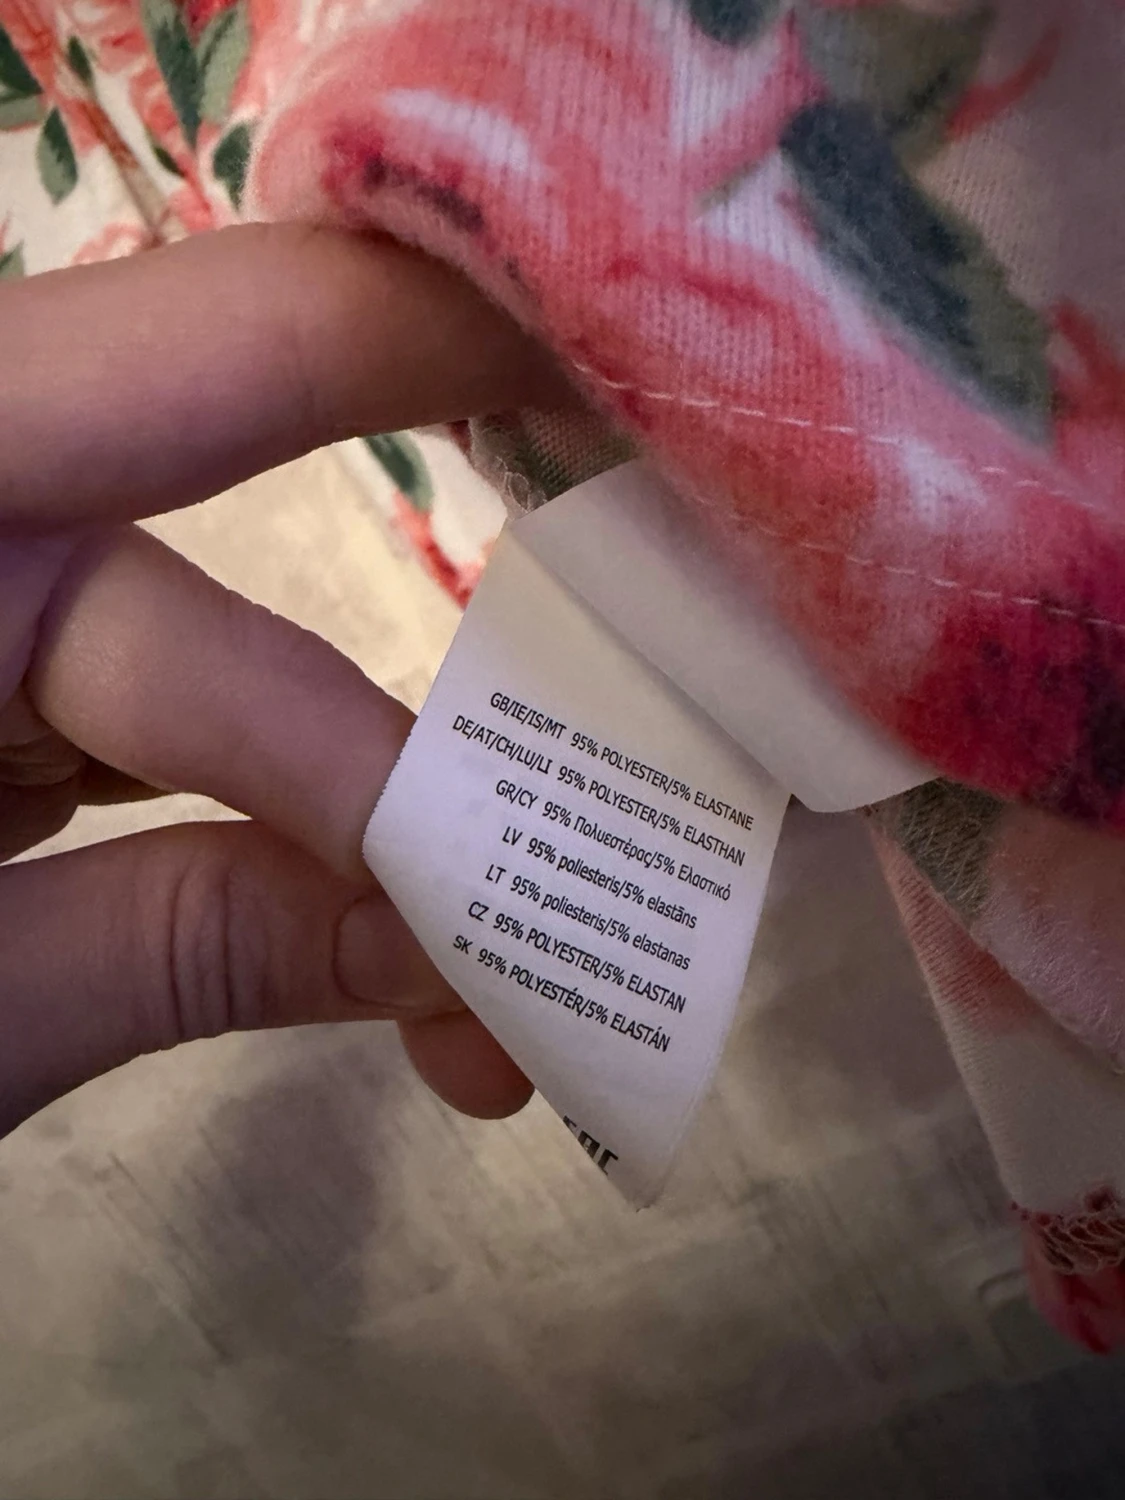 GB/IE/IS/MT 95% POLYESTER/5% ELASTANE
DE/AT/CH/LU/LI 95% POLYESTER/5% ELASTHAN
GR/CY 95% Πολυεστέρας/5% Ελαστικό
LV 95% poliesteris/5% elastāns
LT 95% poliesteris/5% elastanas
CZ 95% POLYESTER/5% ELASTAN
SK 95% POLYESTÉR/5% ELASTÁN